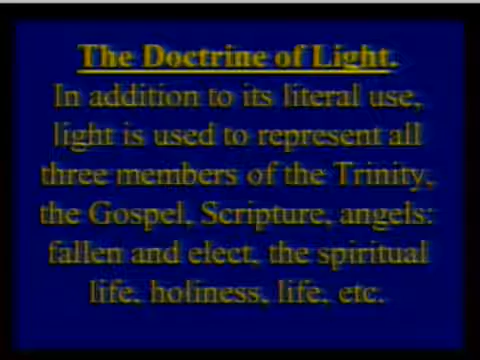 The Doctrine of Light.
In addition to its literal use,
light is used to represent all
three members of the Trinity,
the Gospel, Scripture, angels:
fallen and elect, the spiritual
life, holiness, life, etc.